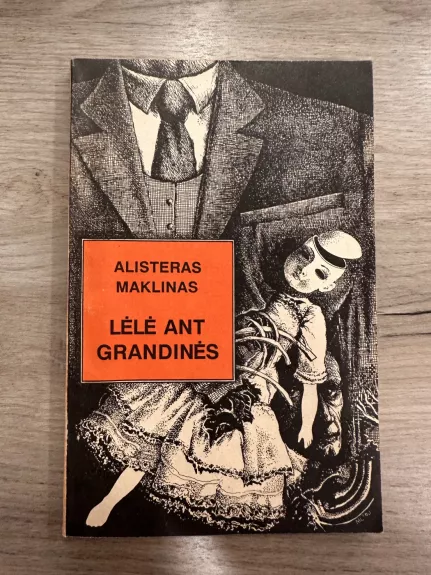 ALISTERAS
MAKLINAS
LĖLĖ ANT
GRANDINĖS